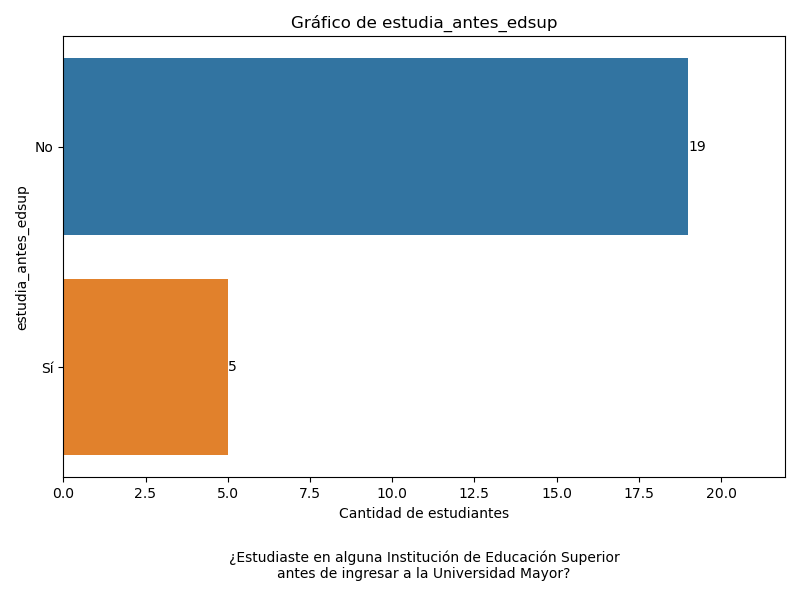 Gráfico de estudia_antes_edsup
estudia_antes_edsup
No
19
Sí
5
0.0 2.5 5.0 7.5 10.0 12.5 15.0 17.5 20.0
Cantidad de estudiantes
¿Estudiaste en alguna Institución de Educación Superior
antes de ingresar a la Universidad Mayor?